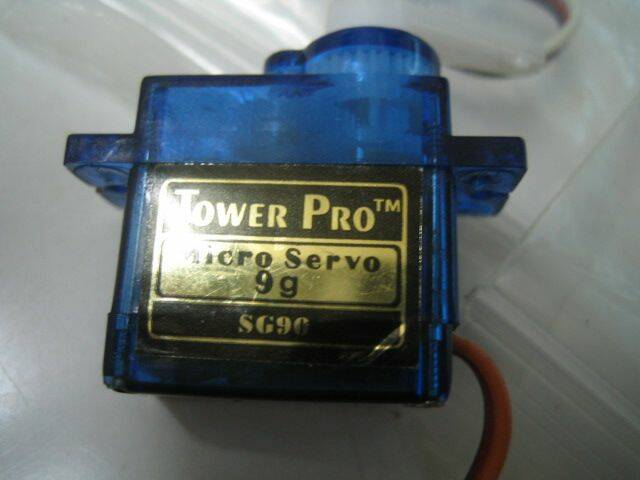 TOWER PRO™
Micro Servo
9g
SG90